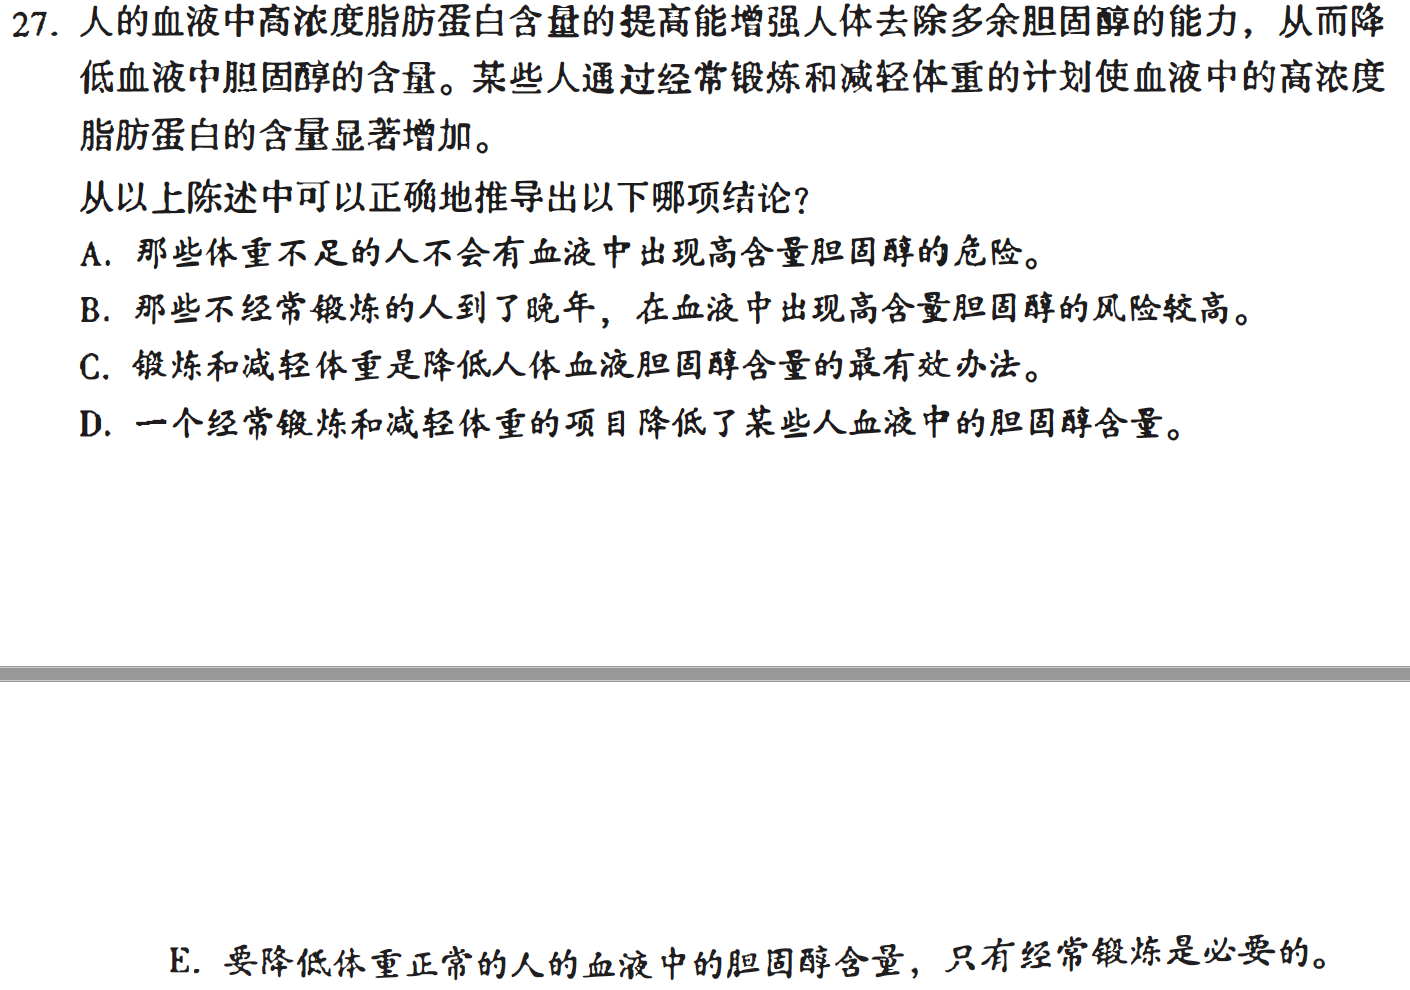 27. 人的血液中高浓度脂肪蛋白含量的提高能增强人体去除多余胆固醇的能力，从而降
低血液中胆固醇的含量。某些人通过经常锻炼和减轻体重的计划使血液中的高浓度
脂肪蛋白的含量显著增加。
从以上陈述中可以正确地推导出以下哪项结论?
A. 那些体重不足的人不会有血液中出现高含量胆固醇的危险。
B. 那些不经常锻炼的人到了晚年，在血液中出现高含量胆固醇的风险较高。
C. 锻炼和减轻体重是降低人体血液胆固醇含量的最有效办法。
D. 一个经常锻炼和减轻体重的项目降低了某些人血液中的胆固醇含量。
E. 要降低体重正常的人的血液中的胆固醇含量，只有经常锻炼是必要的。